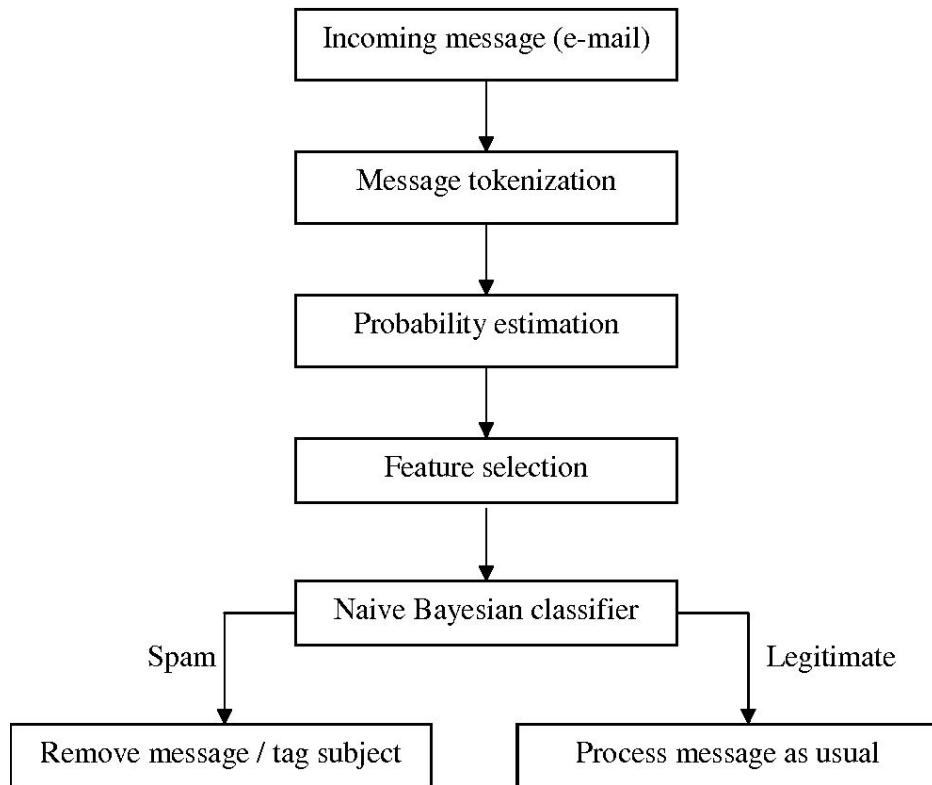 Incoming message (e-mail)
Message tokenization
Probability estimation
Feature selection
Naive Bayesian classifier
Spam
Legitimate
Remove message / tag subject
Process message as usual